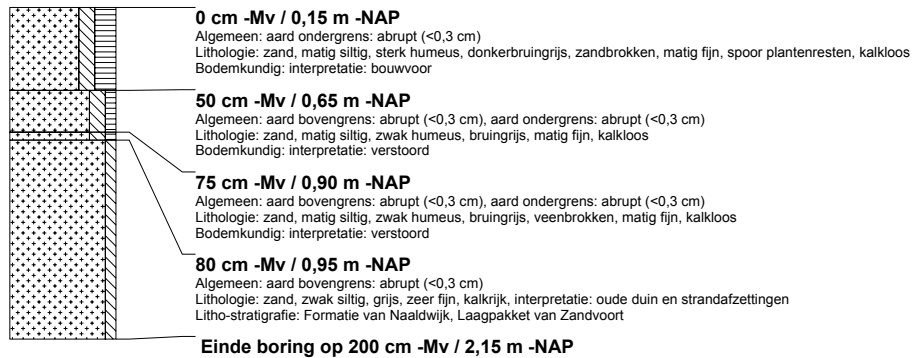 0 cm -Mv / 0,15 m -NAP
Algemeen: aard ondergrens: abrupt (<0,3 cm)
Lithologie: zand, matig siltig, sterk humeus, donkerbruingrijs, zandbrokken, matig fijn, spoor plantenresten, kalkloos
Bodemkundig: interpretatie: bouwvoor
50 cm -Mv / 0,65 m -NAP
Algemeen: aard bovengrens: abrupt (<0,3 cm), aard ondergrens: abrupt (<0,3 cm)
Lithologie: zand, matig siltig, zwak humeus, bruingrijs, matig fijn, kalkloos
Bodemkundig: interpretatie: verstoord
75 cm -Mv / 0,90 m -NAP
Algemeen: aard bovengrens: abrupt (<0,3 cm), aard ondergrens: abrupt (<0,3 cm)
Lithologie: zand, matig siltig, zwak humeus, bruingrijs, veenbrokken, matig fijn, kalkloos
Bodemkundig: interpretatie: verstoord
80 cm -Mv / 0,95 m -NAP
Algemeen: aard bovengrens: abrupt (<0,3 cm)
Lithologie: zand, zwak siltig, grijs, zeer fijn, kalkrijk, interpretatie: oude duin en strandafzettingen
Litho-stratigrafie: Formatie van Naaldwijk, Laagpakket van Zandvoort
Einde boring op 200 cm -Mv / 2,15 m -NAP